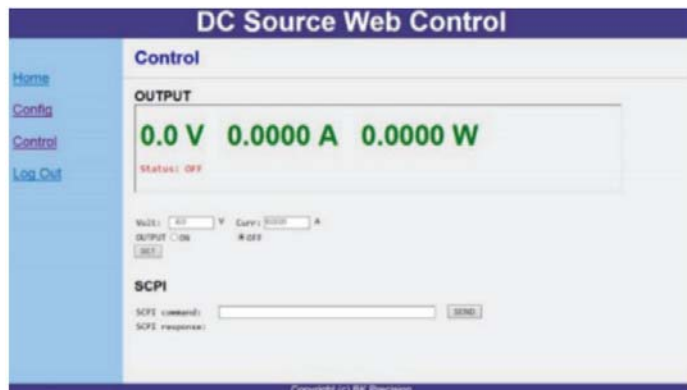 DC Source Web Control
Home
Config
Control
Log Out
Control
OUTPUT
0.0 V 0.0000 A 0.0000 W
Status: OFF
Volt: V Curr: A
OUTPUT ON OFF
SET
SCPI
SCPI command: SEND
SCPI response:
Copyright (c) BK Precision